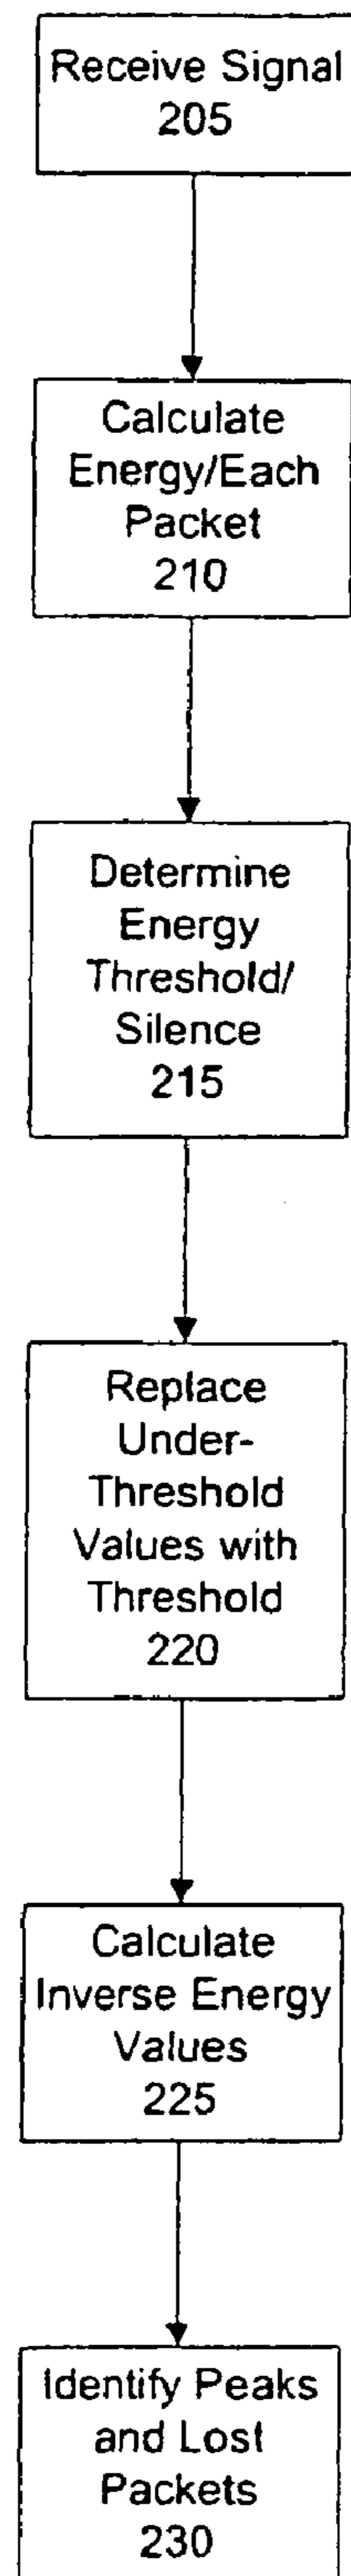 Receive Signal
205
Calculate
Energy/Each
Packet
210
Determine
Energy
Threshold/
Silence
215
Replace
Under-
Threshold
Values with
Threshold
220
Calculate
Inverse Energy
Values
225
Identify Peaks
and Lost
Packets
230